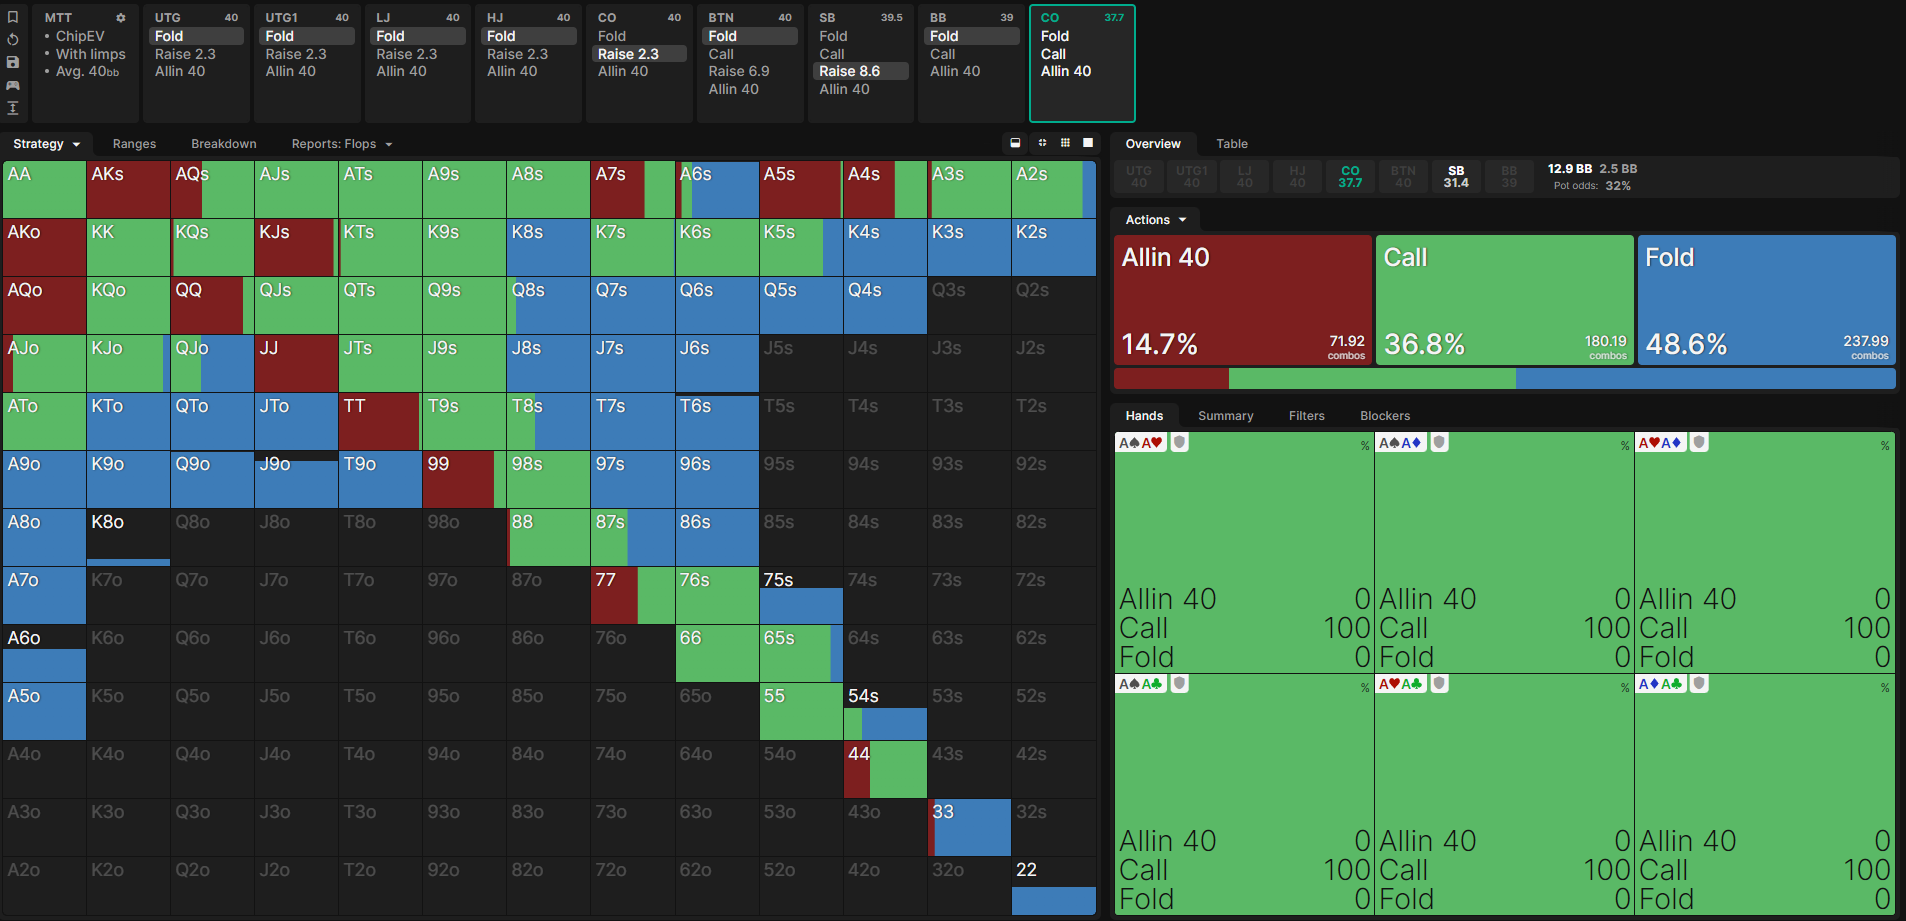 MTT
• ChipEV
• With limps
• Avg. 40bb
UTG 40
Fold
Raise 2.3
Allin 40
UTG1 40
Fold
Raise 2.3
Allin 40
LJ 40
Fold
Raise 2.3
Allin 40
HJ 40
Fold
Raise 2.3
Allin 40
CO 40
Fold
Raise 2.3
Allin 40
BTN 40
Fold
Call
Raise 6.9
Allin 40
SB 39.5
Fold
Call
Raise 8.6
Allin 40
BB 39
Fold
Call
Allin 40
CO 37.7
Fold
Call
Allin 40
Strategy Ranges Breakdown Reports: Flops
AA AKs AQs AJs ATs A9s A8s A7s A6s A5s A4s A3s A2s
AKo KK KQs KJs KTs K9s K8s K7s K6s K5s K4s K3s K2s
AQo KQo QQ QJs QTs Q9s Q8s Q7s Q6s Q5s Q4s Q3s Q2s
AJo KJo QJo JJ JTs J9s J8s J7s J6s J5s J4s J3s J2s
ATo KTo QTo JTo TT T9s T8s T7s T6s T5s T4s T3s T2s
A9o K9o Q9o J9o T9o 99 98s 97s 96s 95s 94s 93s 92s
A8o K8o Q8o J8o T8o 98o 88 87s 86s 85s 84s 83s 82s
A7o K7o Q7o J7o T7o 97o 87o 77 76s 75s 74s 73s 72s
A6o K6o Q6o J6o T6o 96o 86o 76o 66 65s 64s 63s 62s
A5o K5o Q5o J5o T5o 95o 85o 75o 65o 55 54s 53s 52s
A4o K4o Q4o J4o T4o 94o 84o 74o 64o 54o 44 43s 42s
A3o K3o Q3o J3o T3o 93o 83o 73o 63o 53o 43o 33 32s
A2o K2o Q2o J2o T2o 92o 82o 72o 62o 52o 42o 32o 22
Overview Table
UTG UTG1 LJ HJ CO BTN SB BB
40 40 40 40 37.7 40 31.4 39
12.9 BB 2.5 BB
Pot odds: 32%
Actions
Allin 40
14.7% 71.92 combos
Call
36.8% 180.19 combos
Fold
48.6% 237.99 combos
Hands Summary Filters Blockers
A♠A♥ % A♠A♦ % A♥A♦ %
Allin 40 0 Allin 40 0 Allin 40 0
Call 100 Call 100 Call 100
Fold 0 Fold 0 Fold 0
A♠A♣ % A♥A♣ % A♦A♣ %
Allin 40 0 Allin 40 0 Allin 40 0
Call 100 Call 100 Call 100
Fold 0 Fold 0 Fold 0